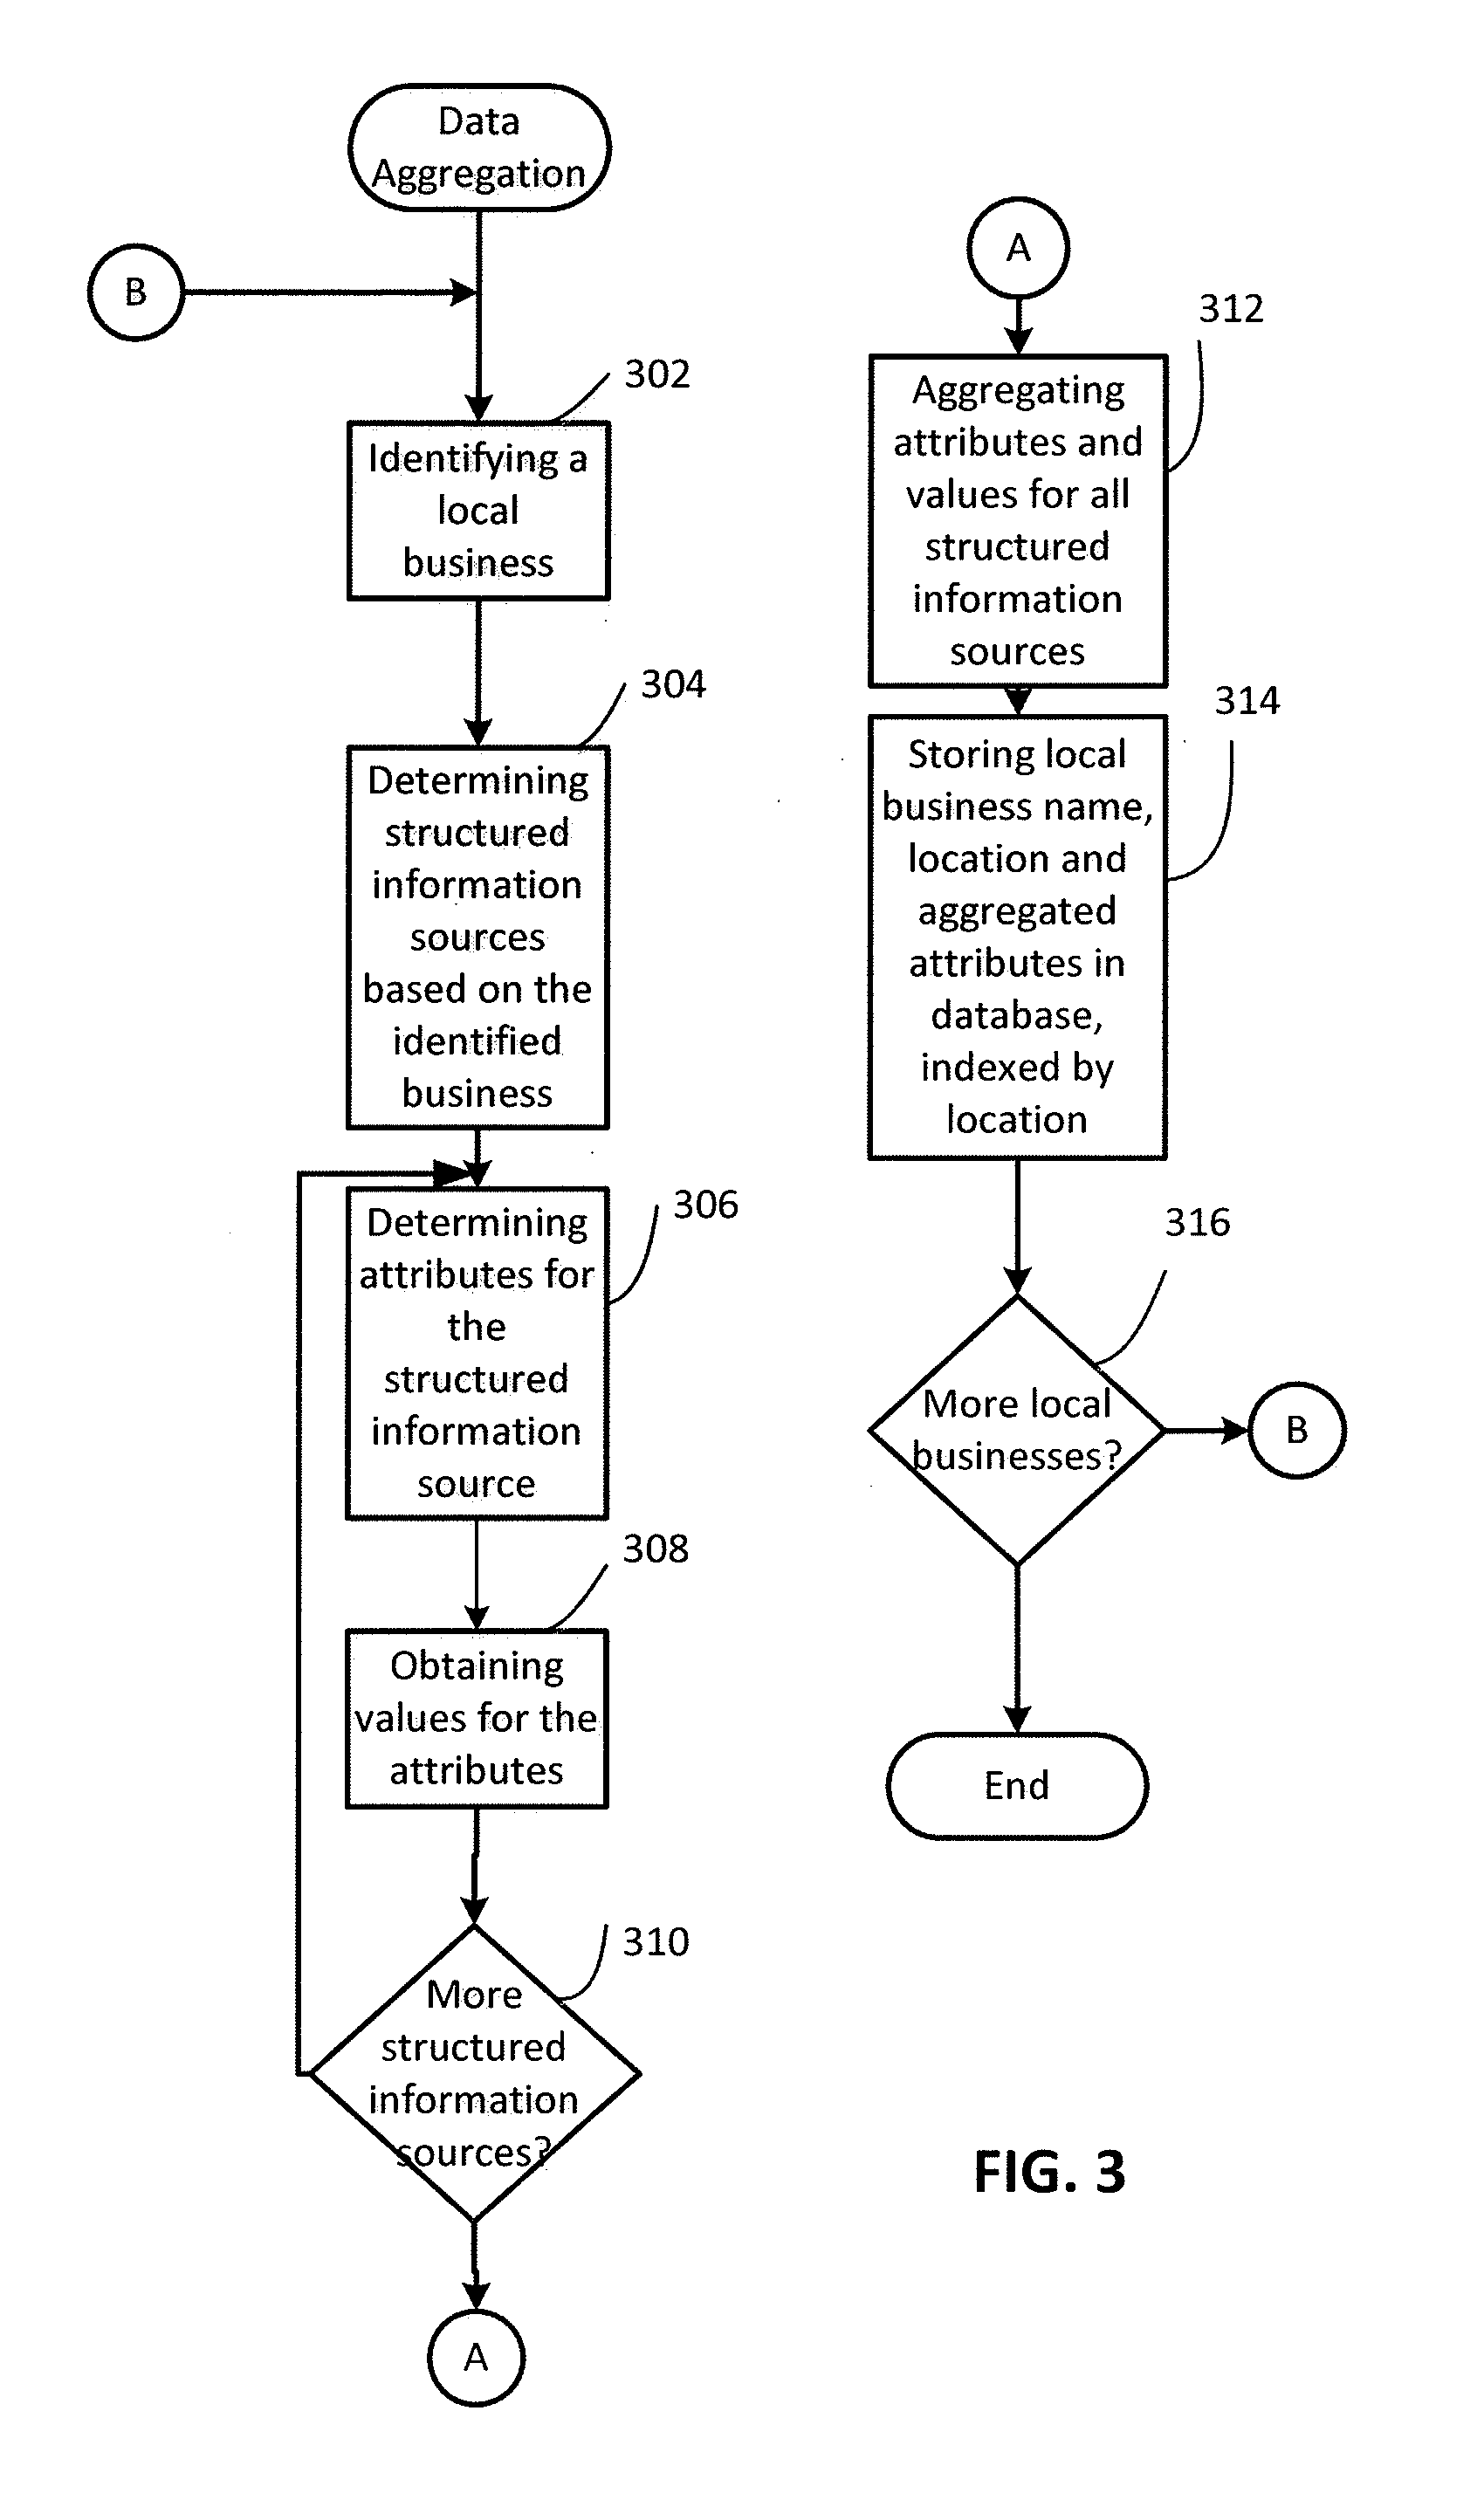 Data
Aggregation
B
302
Identifying a
local
business
304
Determining
structured
information
sources
based on the
identified
business
306
Determining
attributes for
the
structured
information
source
308
Obtaining
values for the
attributes
310
More
structured
information
sources?
A
A
312
Aggregating
attributes and
values for all
structured
information
sources
314
Storing local
business name,
location and
aggregated
attributes in
database,
indexed by
location
316
More local
businesses?
B
End
FIG. 3